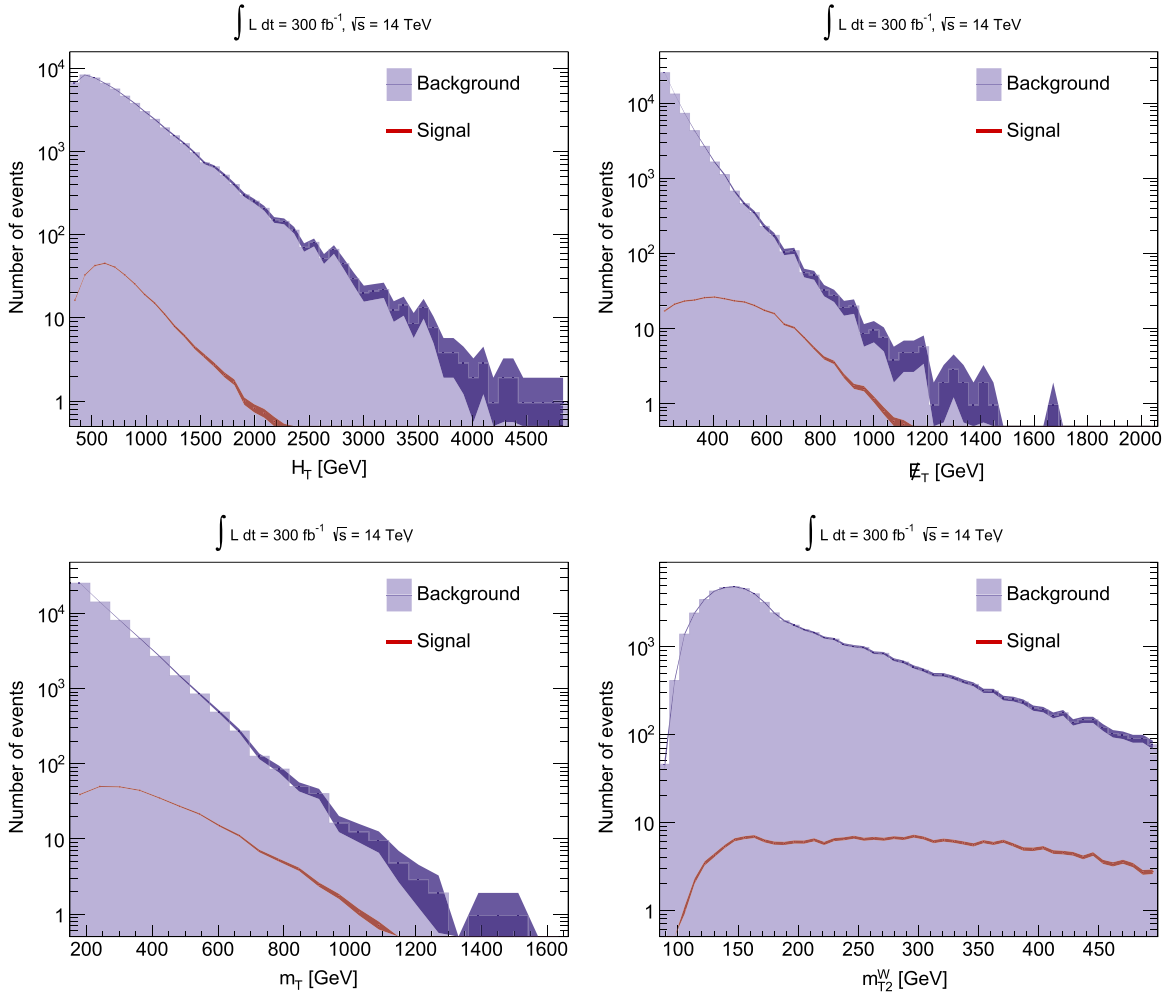 ∫ L dt = 300 fb⁻¹, √s = 14 TeV
Number of events
10⁴
10³
10²
10
1
Background
Signal
500 1000 1500 2000 2500 3000 3500 4000 4500
H_T [GeV]
∫ L dt = 300 fb⁻¹, √s = 14 TeV
Number of events
10⁴
10³
10²
10
1
Background
Signal
400 600 800 1000 1200 1400 1600 1800 2000
E̸_T [GeV]
∫ L dt = 300 fb⁻¹ √s = 14 TeV
Number of events
10⁴
10³
10²
10
1
Background
Signal
200 400 600 800 1000 1200 1400 1600
m_T [GeV]
∫ L dt = 300 fb⁻¹ √s = 14 TeV
Number of events
10³
10²
10
1
Background
Signal
100 150 200 250 300 350 400 450
m_T2^W [GeV]